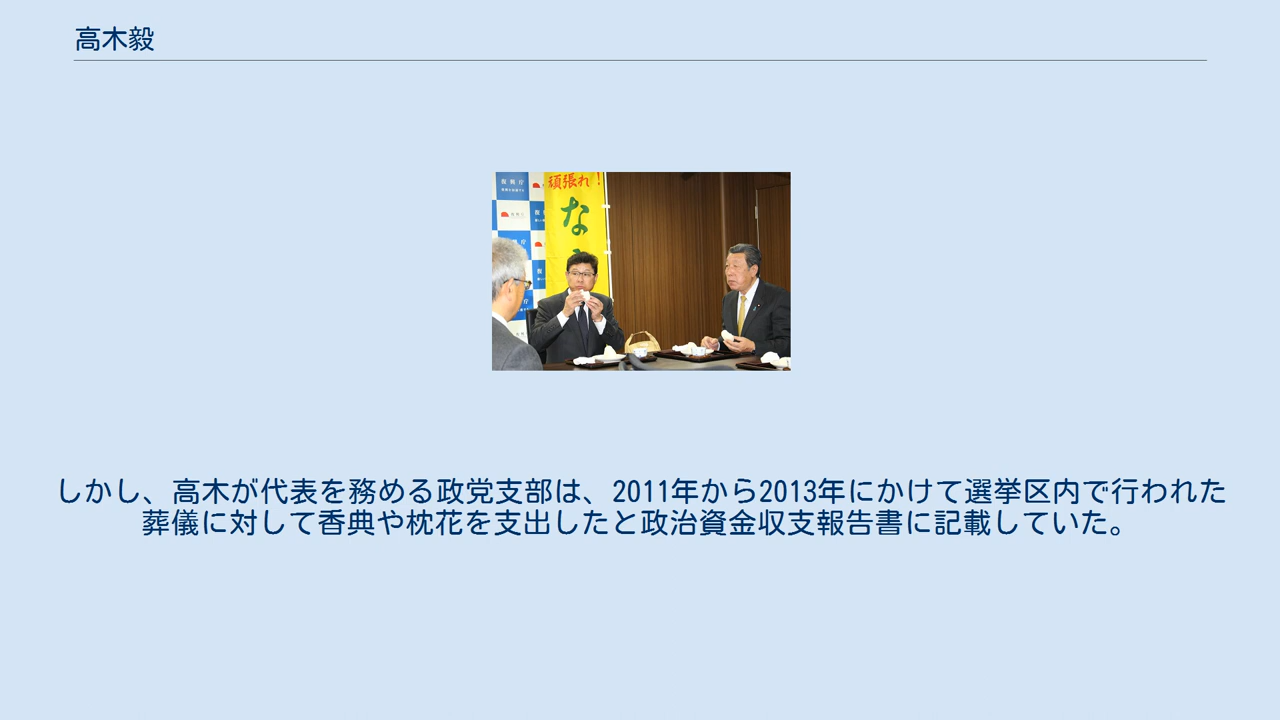 高木毅
復興庁
頑張れ！
な
しかし、高木が代表を務める政党支部は、2011年から2013年にかけて選挙区内で行われた
葬儀に対して香典や枕花を支出したと政治資金収支報告書に記載していた。